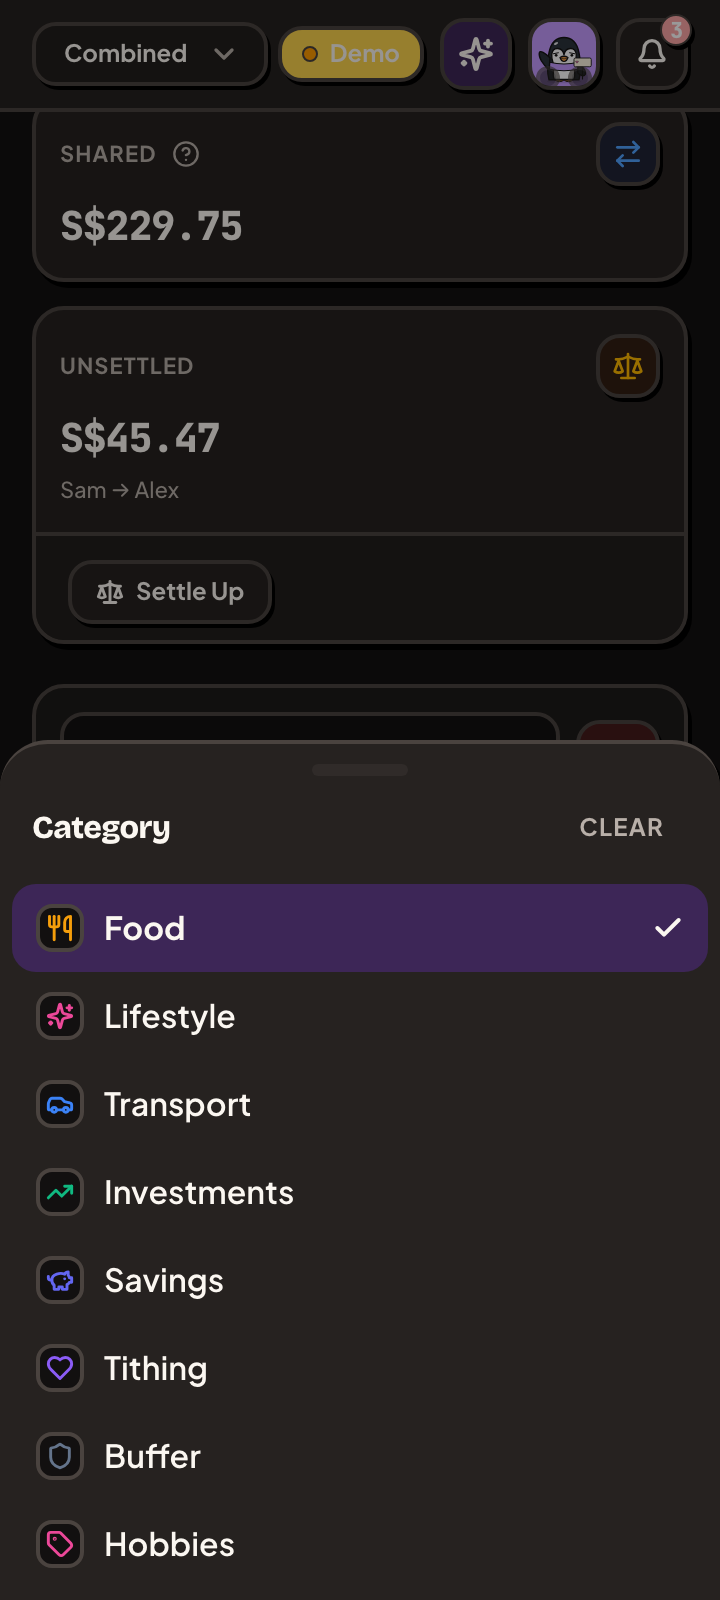 Combined
Demo
3
SHARED
S$229.75
UNSETTLED
S$45.47
Sam → Alex
Settle Up
Category
CLEAR
Food
Lifestyle
Transport
Investments
Savings
Tithing
Buffer
Hobbies